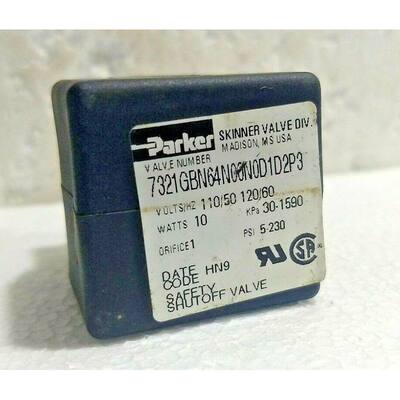 Parker
SKINNER VALVE DIV.
MADISON, MS USA
VALVE NUMBER
7321GBN64N00N0D1D2P3
VOLTS/HZ 110/50 120/60
WATTS 10 KPs 30-1590
ORIFICE 1 PSI 5-230
DATE CODE HN9
SAFETY
SHUTOFF VALVE